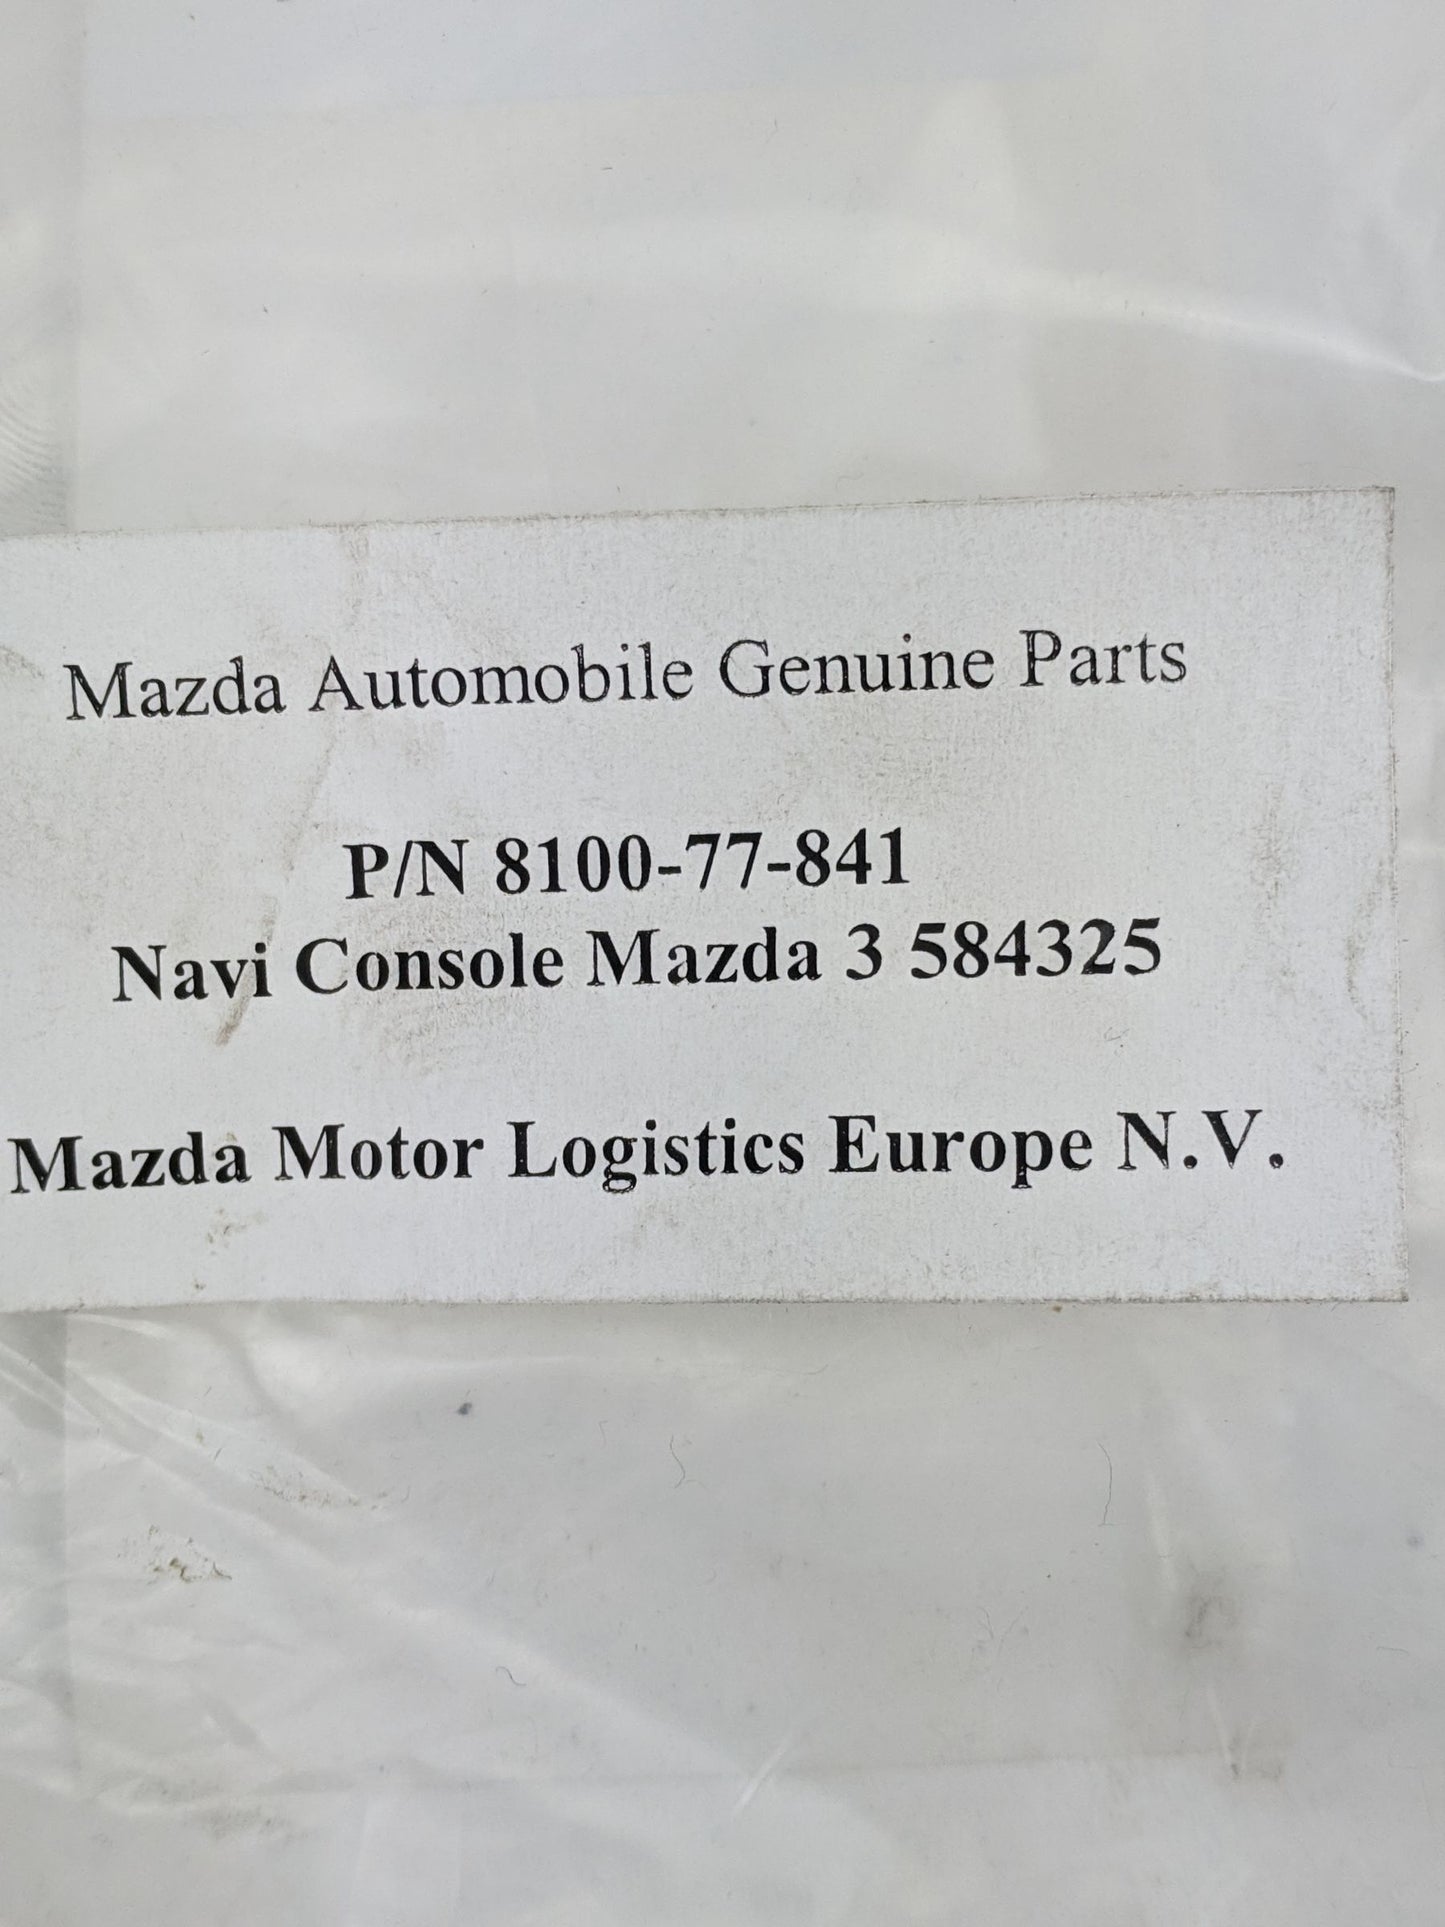 Mazda Automobile Genuine Parts
P/N 8100-77-841
Navi Console Mazda 3 584325
Mazda Motor Logistics Europe N.V.